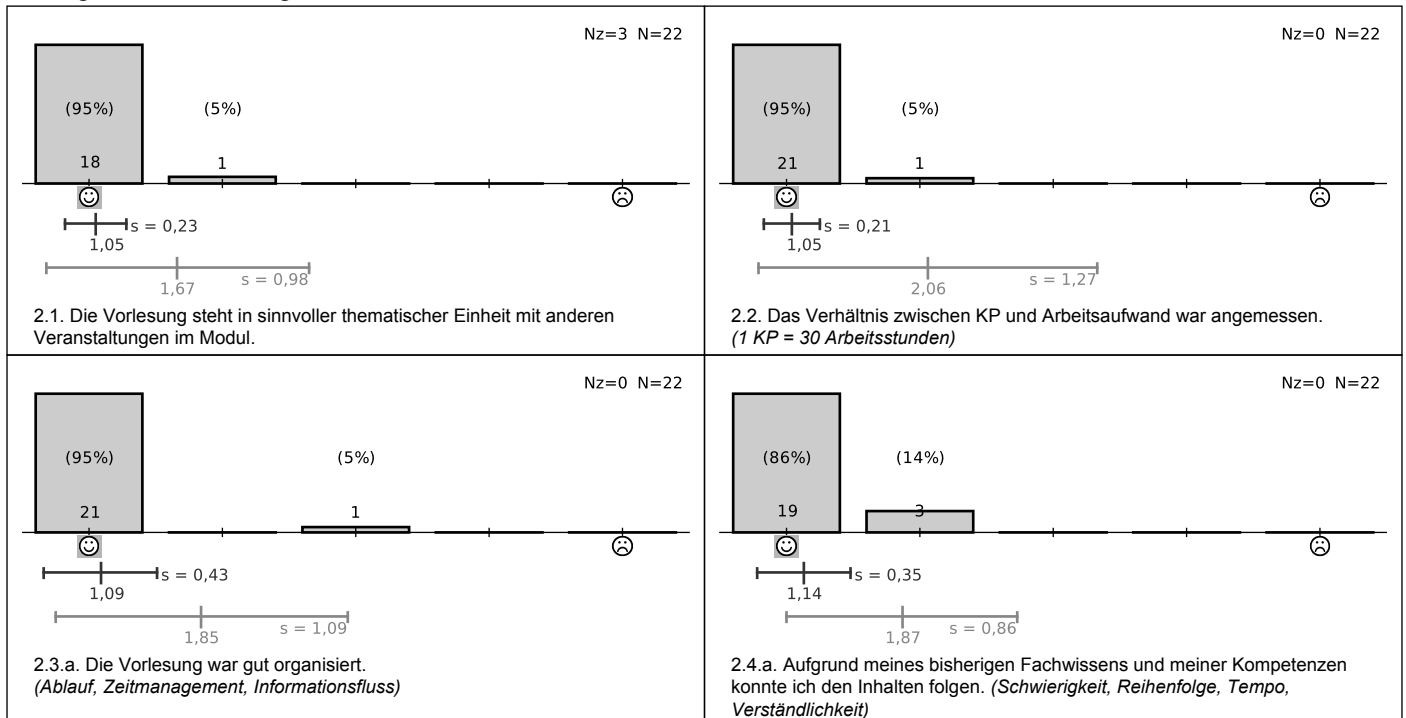 Nz=3 N=22
(95%) (5%)
18 1
s = 0,23
1,05
s = 0,98
1,67
2.1. Die Vorlesung steht in sinnvoller thematischer Einheit mit anderen
Veranstaltungen im Modul.
Nz=0 N=22
(95%) (5%)
21 1
s = 0,21
1,05
s = 1,27
2,06
2.2. Das Verhältnis zwischen KP und Arbeitsaufwand war angemessen.
(1 KP = 30 Arbeitsstunden)
Nz=0 N=22
(95%) (5%)
21 1
s = 0,43
1,09
s = 1,09
1,85
2.3.a. Die Vorlesung war gut organisiert.
(Ablauf, Zeitmanagement, Informationsfluss)
Nz=0 N=22
(86%) (14%)
19 3
s = 0,35
1,14
s = 0,86
1,87
2.4.a. Aufgrund meines bisherigen Fachwissens und meiner Kompetenzen
konnte ich den Inhalten folgen. (Schwierigkeit, Reihenfolge, Tempo,
Verständlichkeit)